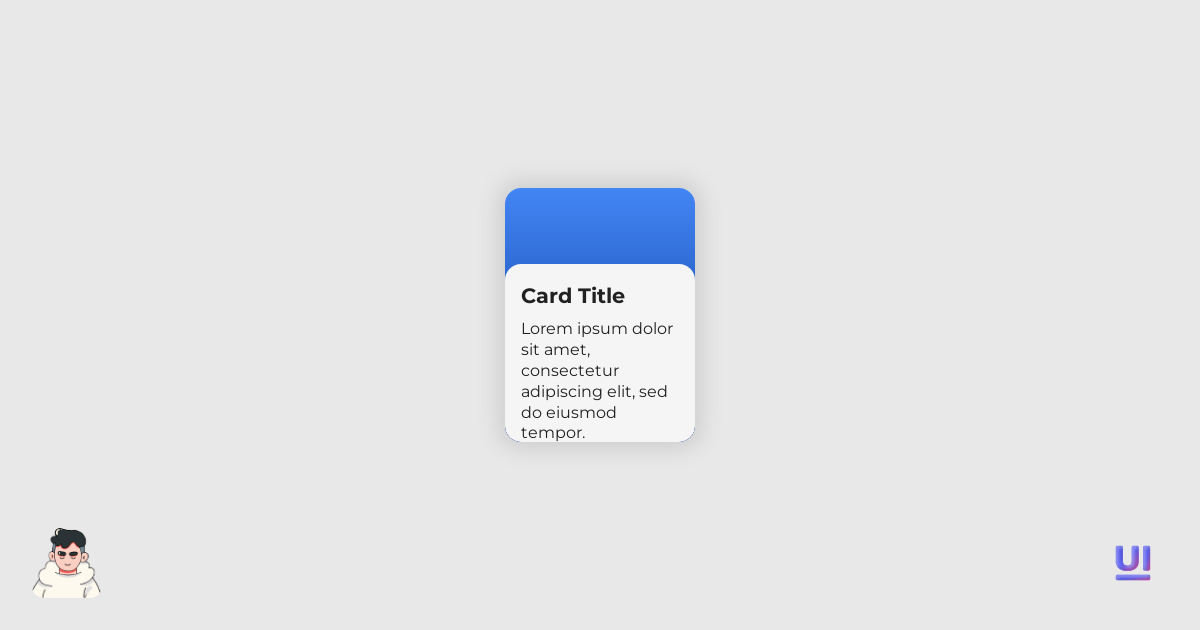 Card Title
Lorem ipsum dolor
sit amet,
consectetur
adipiscing elit, sed
do eiusmod
tempor.
UI